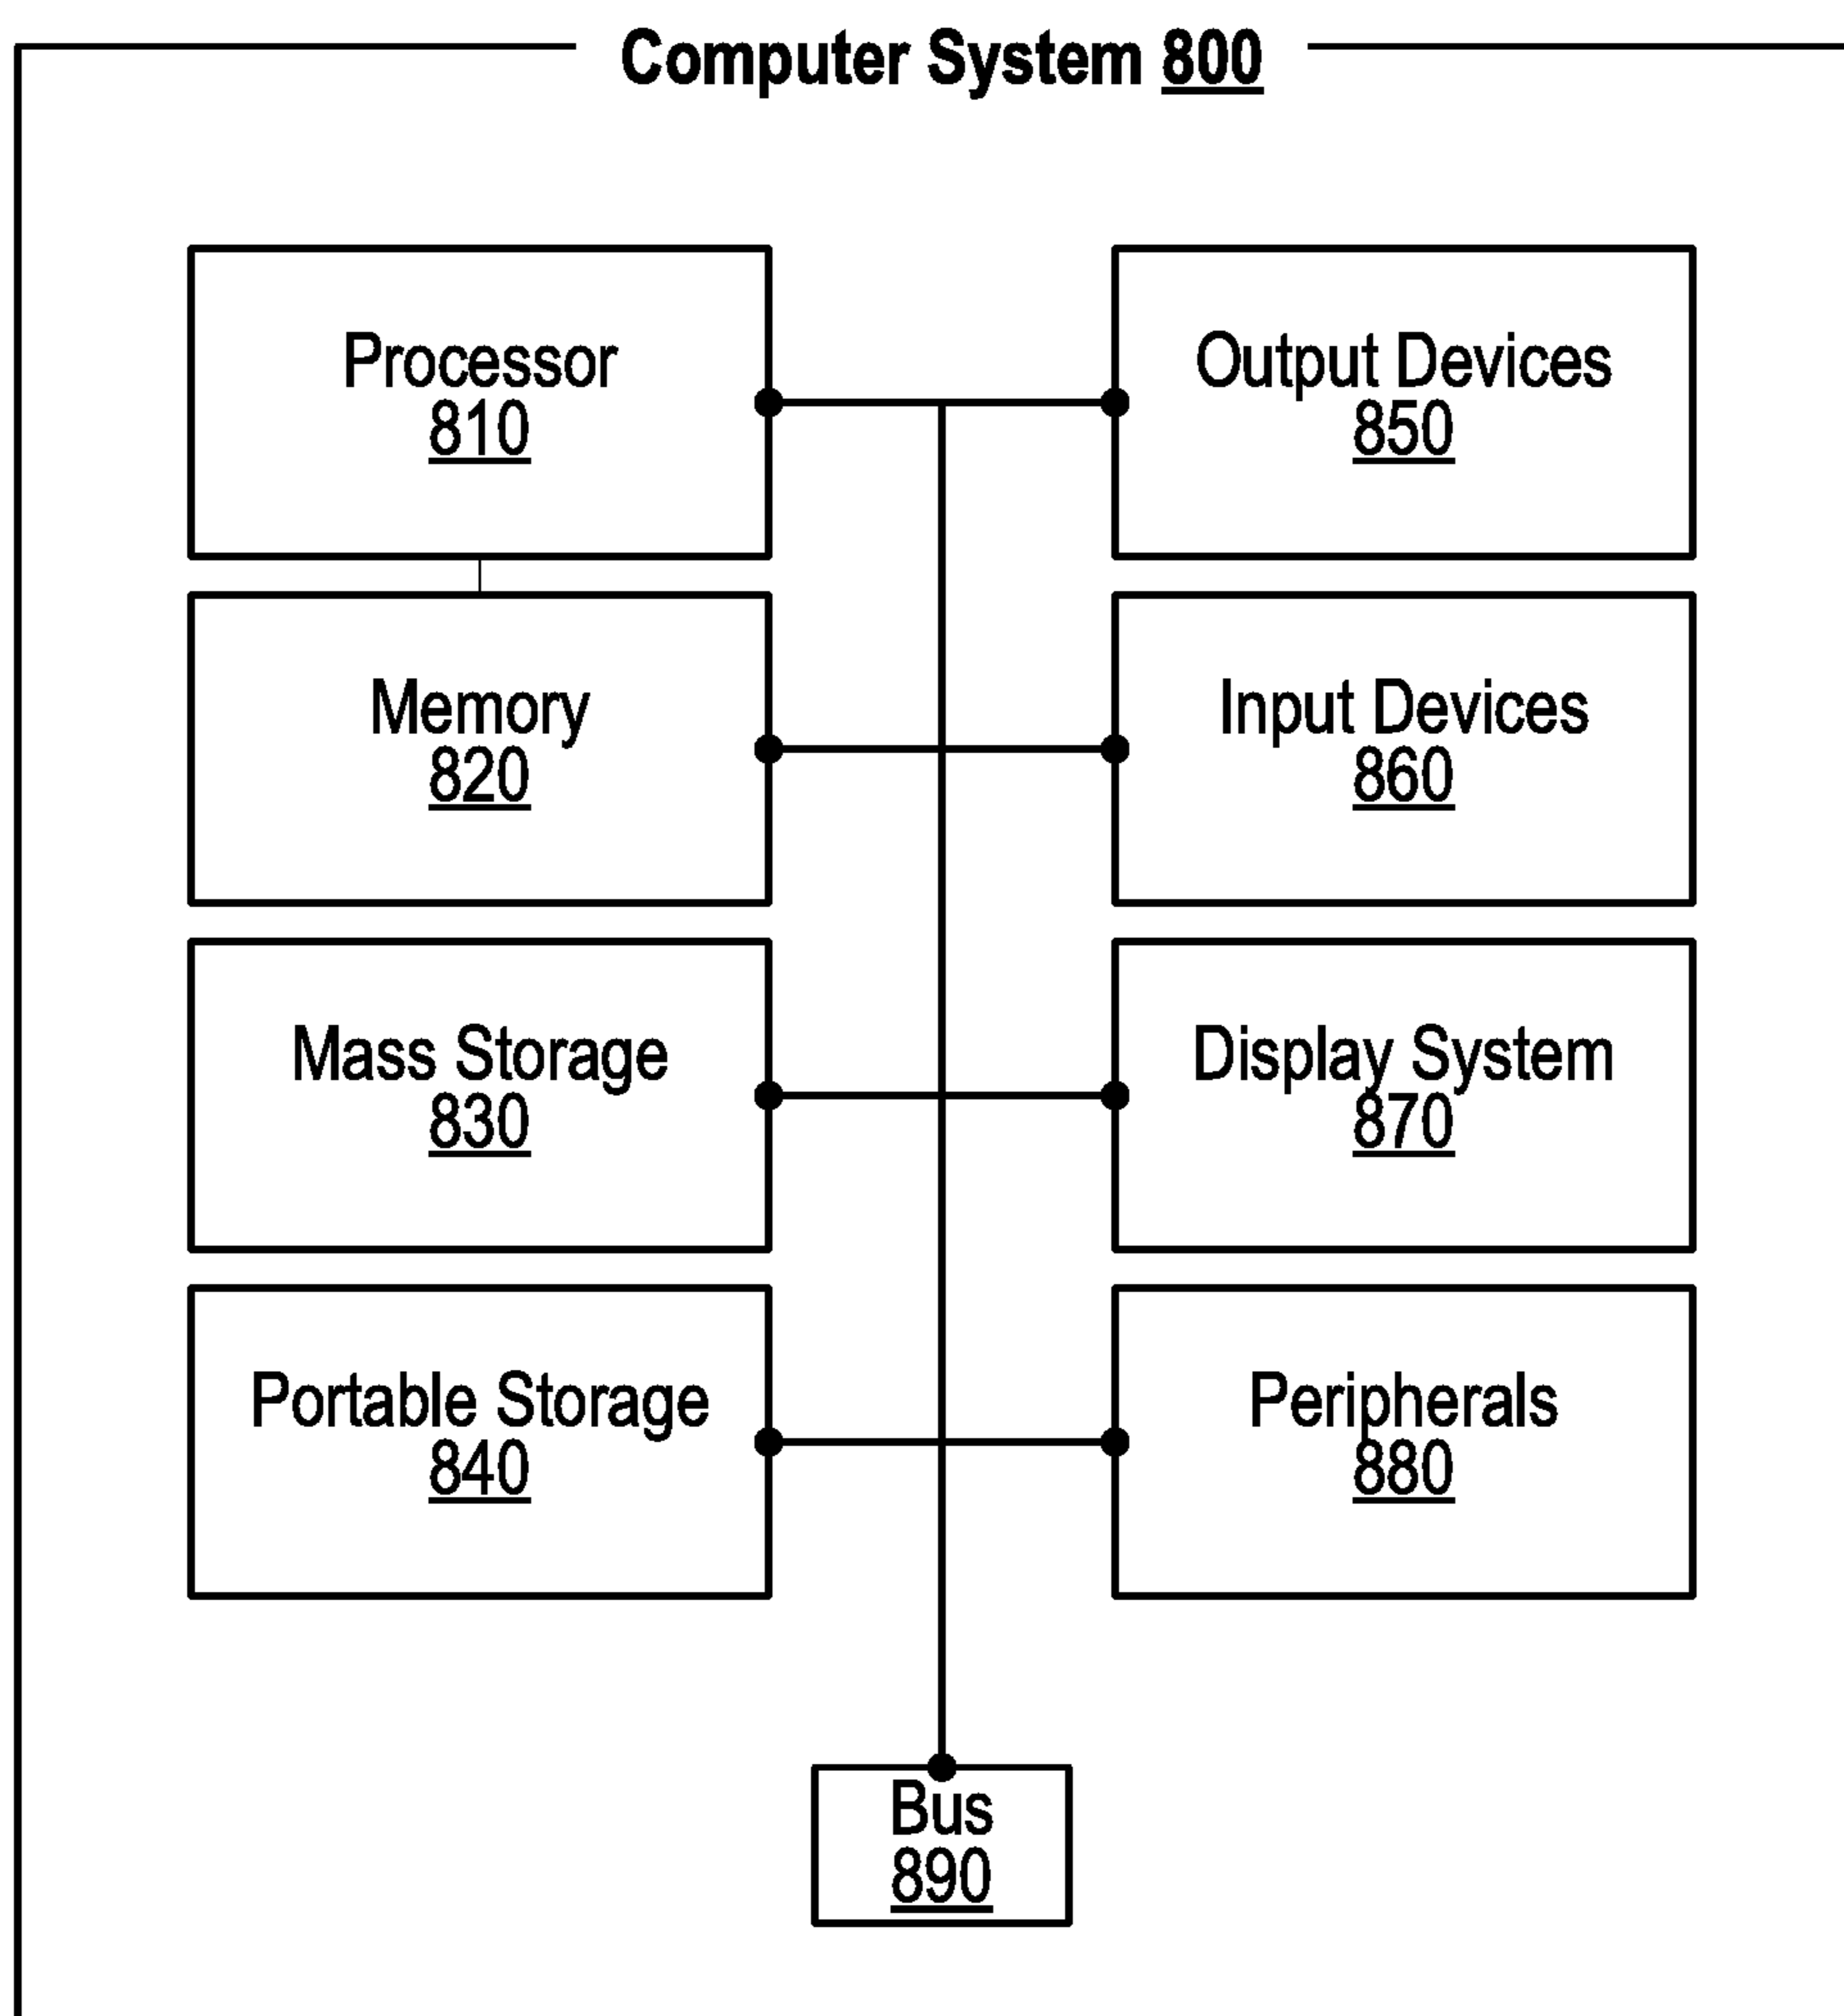 Computer System 800
Processor
810
Output Devices
850
Memory
820
Input Devices
860
Mass Storage
830
Display System
870
Portable Storage
840
Peripherals
880
Bus
890